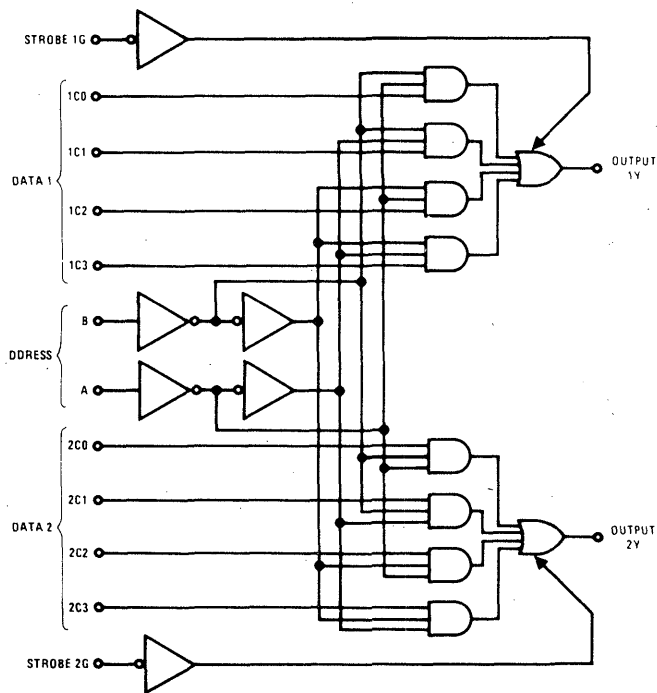 STROBE 1G
1C0
1C1
DATA 1
1C2
1C3
OUTPUT
1Y
B
DDRESS
A
2C0
2C1
DATA 2
2C2
2C3
OUTPUT
2Y
STROBE 2G